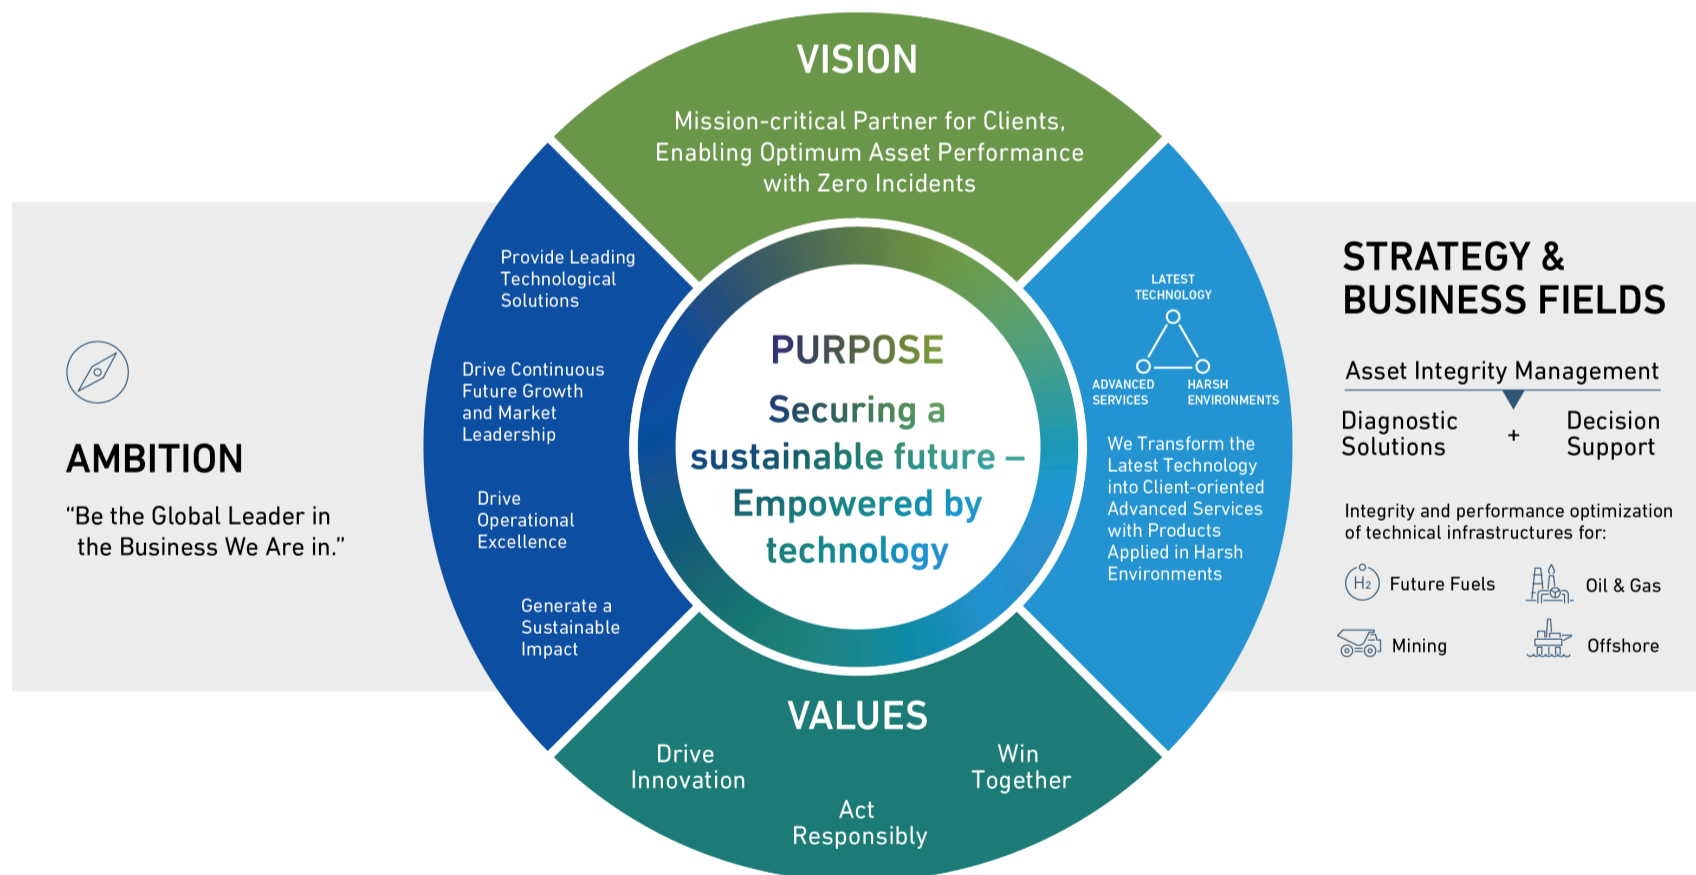 VISION
Mission-critical Partner for Clients,
Enabling Optimum Asset Performance
with Zero Incidents
AMBITION
“Be the Global Leader in
the Business We Are in.”
Provide Leading
Technological
Solutions
Drive Continuous
Future Growth
and Market
Leadership
Drive
Operational
Excellence
Generate a
Sustainable
Impact
PURPOSE
Securing a
sustainable future –
Empowered by
technology
LATEST
TECHNOLOGY
ADVANCED
SERVICES
HARSH
ENVIRONMENTS
We Transform the
Latest Technology
into Client-oriented
Advanced Services
with Products
Applied in Harsh
Environments
STRATEGY &
BUSINESS FIELDS
Asset Integrity Management
Diagnostic
Solutions
+
Decision
Support
Integrity and performance optimization
of technical infrastructures for:
H₂
Future Fuels
Oil & Gas
Mining
Offshore
VALUES
Drive
Innovation
Act
Responsibly
Win
Together